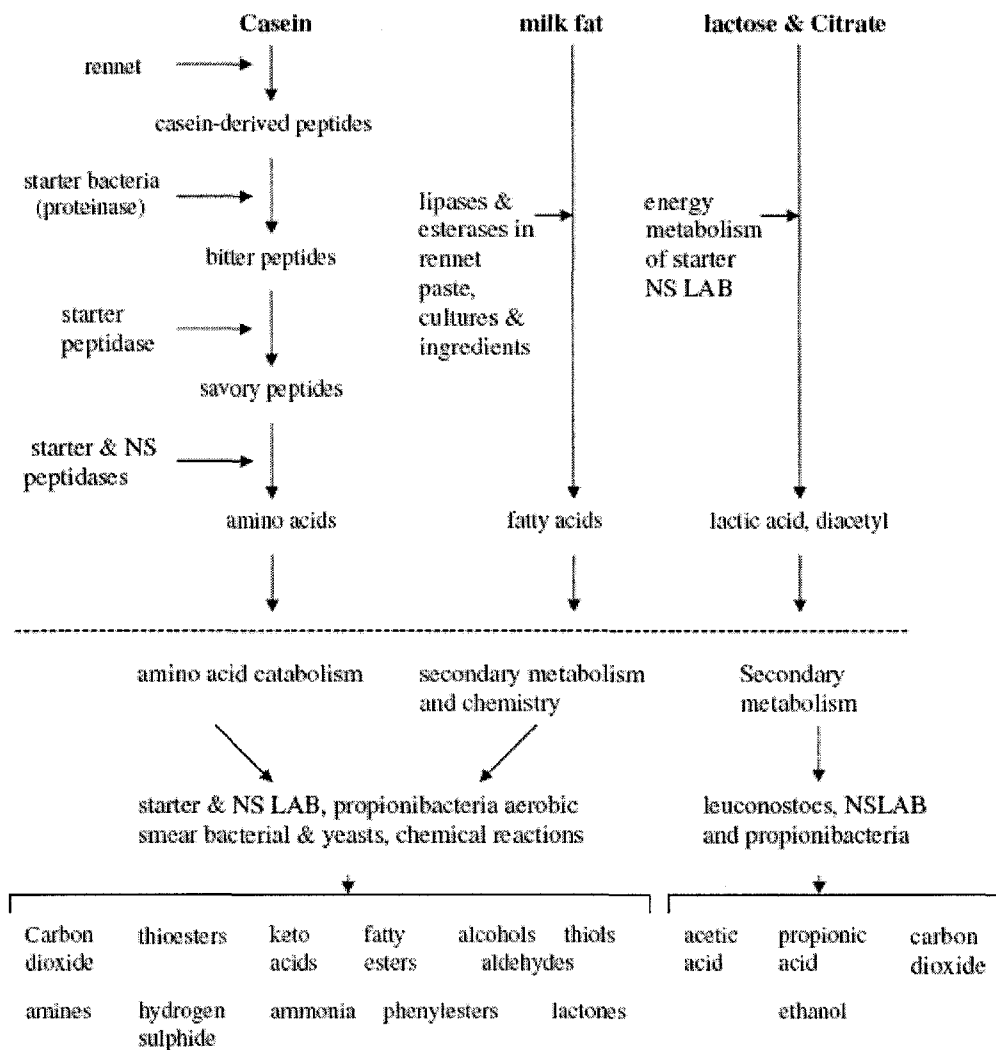 Casein
milk fat
lactose & Citrate
rennet
casein-derived peptides
starter bacteria
(proteinase)
bitter peptides
starter
peptidase
savory peptides
starter & NS
peptidases
amino acids
lipases &
esterases in
rennet
paste,
cultures &
ingredients
fatty acids
energy
metabolism
of starter
NS LAB
lactic acid, diacetyl
amino acid catabolism
secondary metabolism
and chemistry
Secondary
metabolism
starter & NS LAB, propionibacteria aerobic
smear bacterial & yeasts, chemical reactions
leuconostocs, NSLAB
and propionibacteria
Carbon
dioxide
thioesters
keto
acids
fatty
esters
alcohols
aldehydes
thiols
amines
hydrogen
sulphide
ammonia
phenylesters
lactones
acetic
acid
propionic
acid
carbon
dioxide
ethanol